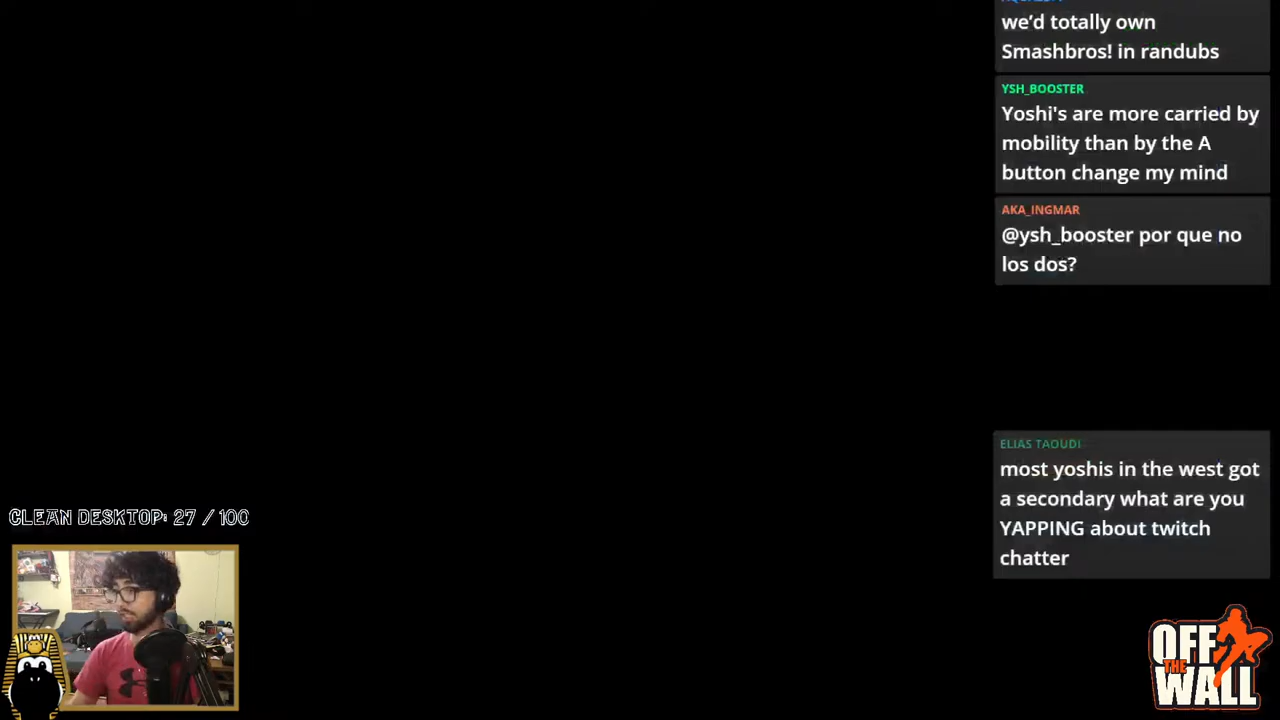 we'd totally own
Smashbros! in randubs
YSH_BOOSTER
Yoshi's are more carried by
mobility than by the A
button change my mind
AKA_INGMAR
@ysh_booster por que no
los dos?
ELIAS TAOUDI
most yoshis in the west got
a secondary what are you
YAPPING about twitch
chatter
CLEAN DESKTOP: 27 / 100
OFF
THE
WALL